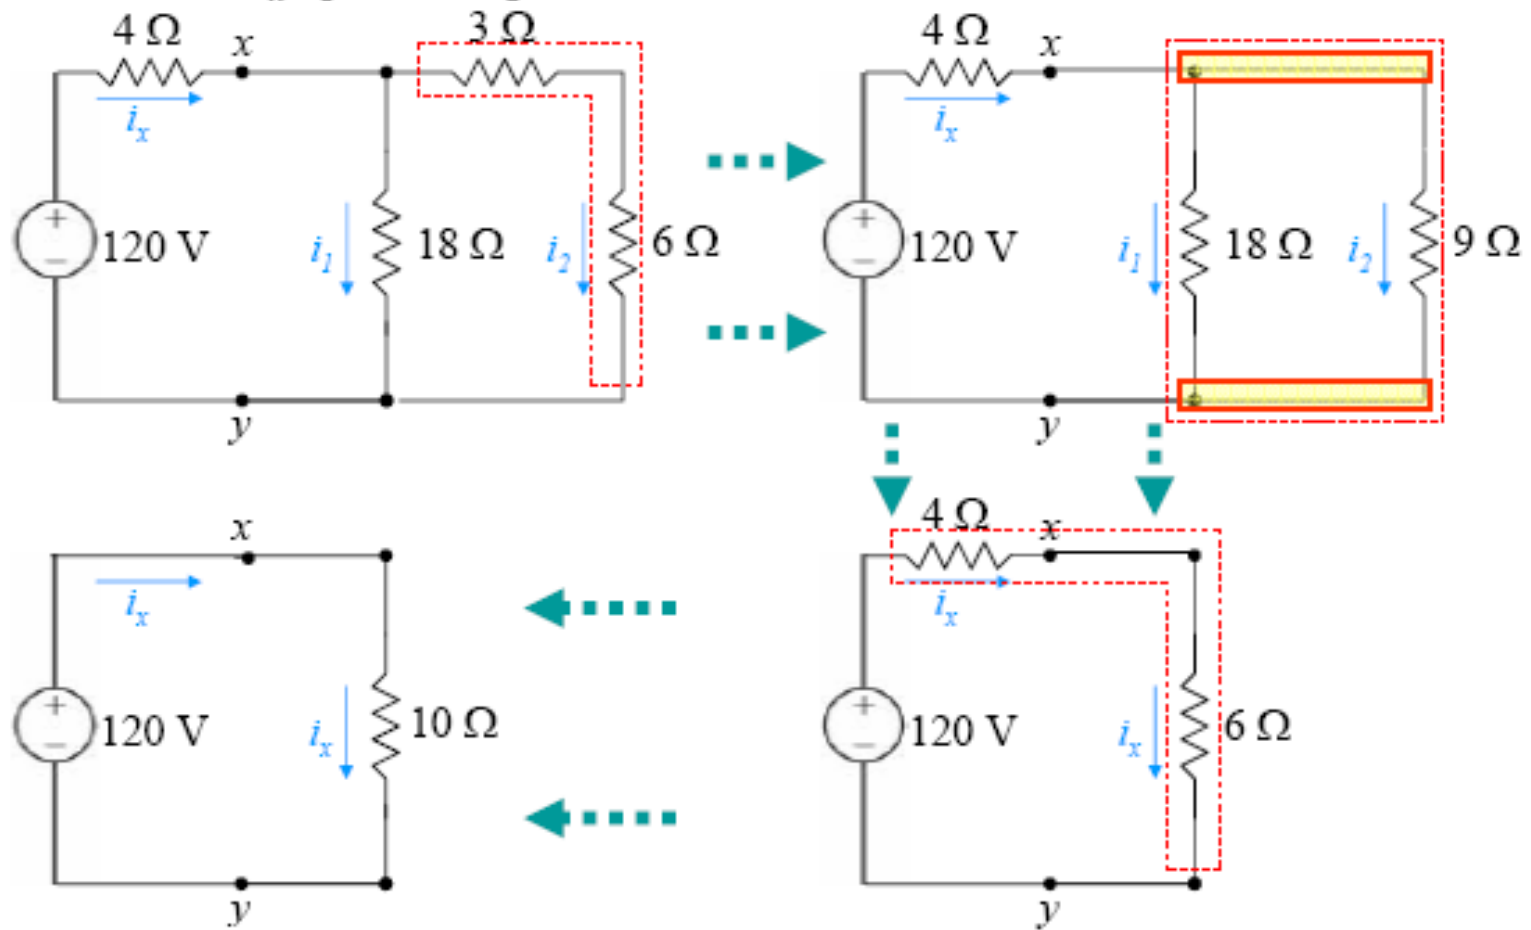 4 Ω x 3 Ω
i_x
+
120 V
−
i_1
18 Ω
i_2
6 Ω
y
4 Ω x
i_x
+
120 V
−
i_1
18 Ω
i_2
9 Ω
y
x
i_x
+
120 V
−
i_x
10 Ω
y
4 Ω x
i_x
+
120 V
−
i_x
6 Ω
y